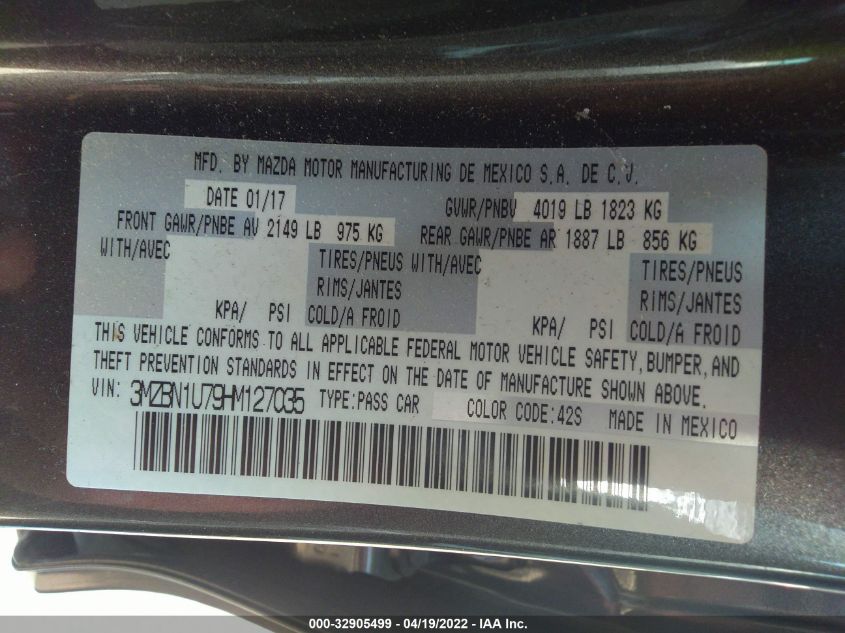 MFD. BY MAZDA MOTOR MANUFACTURING DE MEXICO S.A. DE C.V.
DATE 01/17 GVWR/PNBV 4019 LB 1823 KG
FRONT GAWR/PNBE AV 2149 LB 975 KG REAR GAWR/PNBE AR 1887 LB 856 KG
WITH/AVEC TIRES/PNEUS WITH/AVEC TIRES/PNEUS
RIMS/JANTES RIMS/JANTES
KPA/ PSI COLD/A FROID KPA/ PSI COLD/A FROID
THIS VEHICLE CONFORMS TO ALL APPLICABLE FEDERAL MOTOR VEHICLE SAFETY, BUMPER, AND
THEFT PREVENTION STANDARDS IN EFFECT ON THE DATE OF MANUFACTURE SHOWN ABOVE.
VIN: 3MZBN1U79HM127035 TYPE:PASS CAR COLOR CODE:42S MADE IN MEXICO
000-32905499 - 04/19/2022 - IAA Inc.